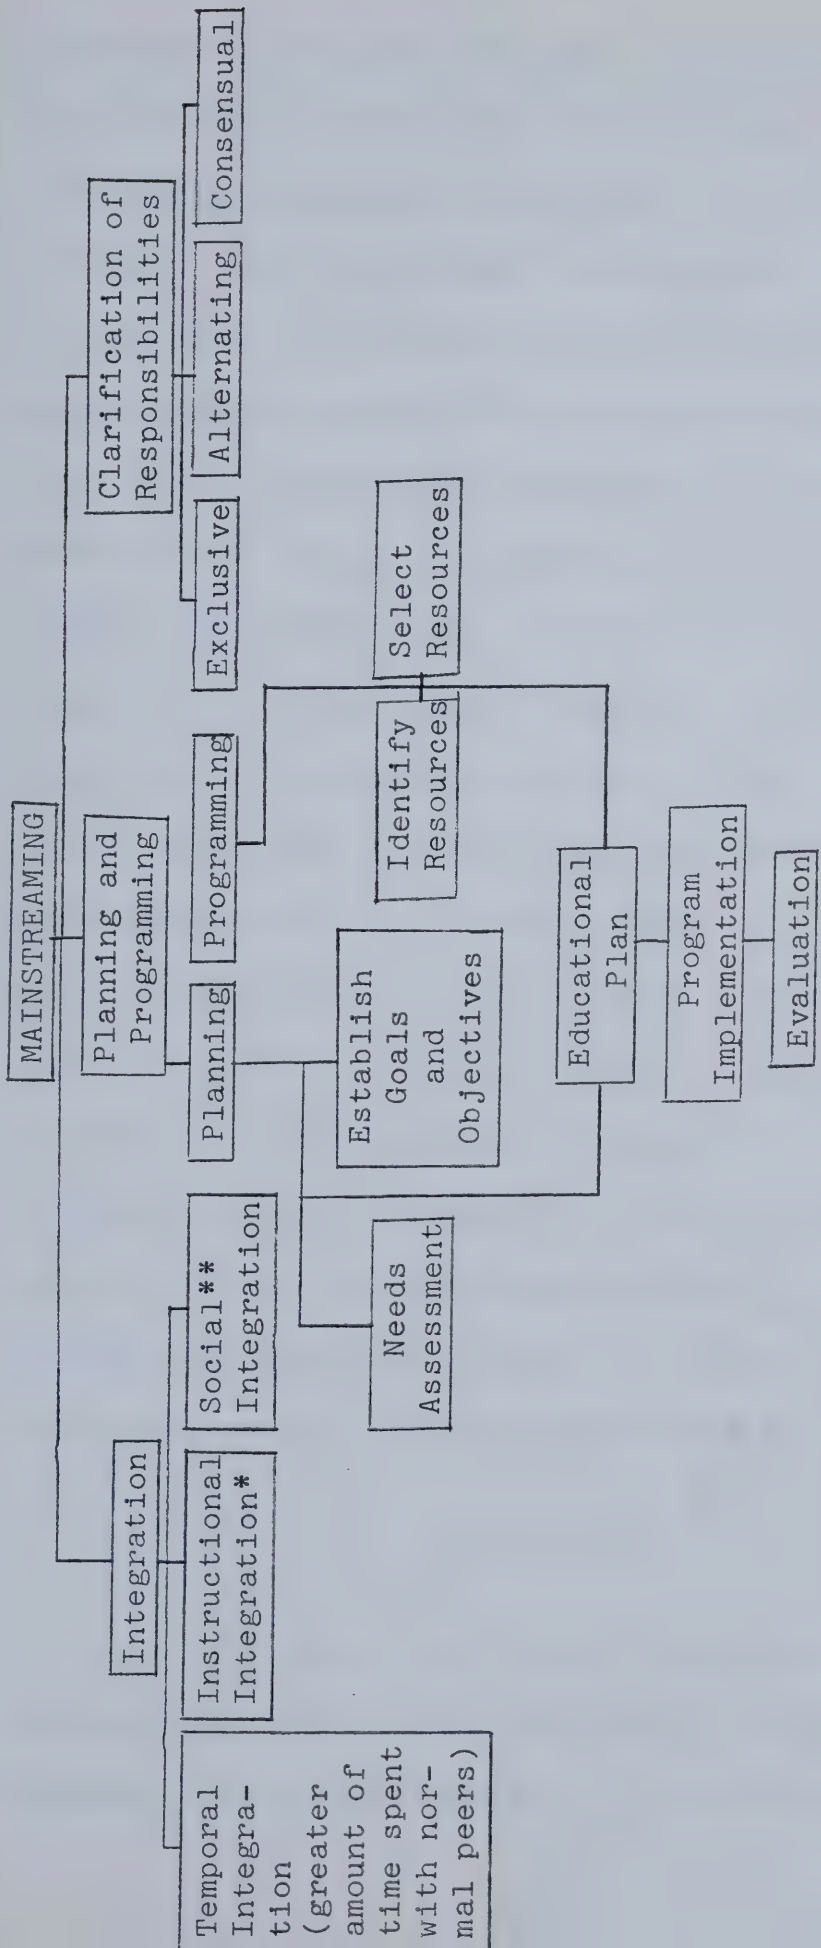 MAINSTREAMING
Integration
Planning and
Programming
Clarification of
Responsibilities
Temporal
Integra-
tion
(greater
amount of
time spent
with nor-
mal peers)
Instructional
Integration*
Social**
Integration
Planning
Programming
Exclusive
Alternating
Consensual
Needs
Assessment
Establish
Goals
and
Objectives
Identify
Resources
Select
Resources
Educational
Plan
Program
Implementation
Evaluation